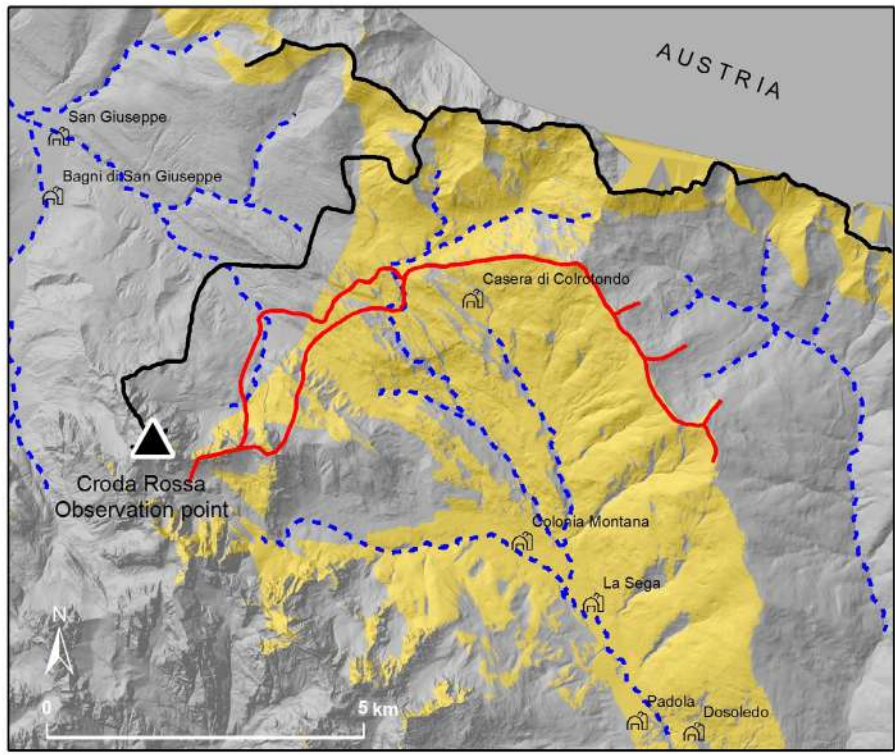 AUSTRIA
San Giuseppe
Bagni di San Giuseppe
Casera di Colrotondo
Croda Rossa
Observation point
Colonia Montana
La Sega
N
0 5 km
Padola
Dosoledo